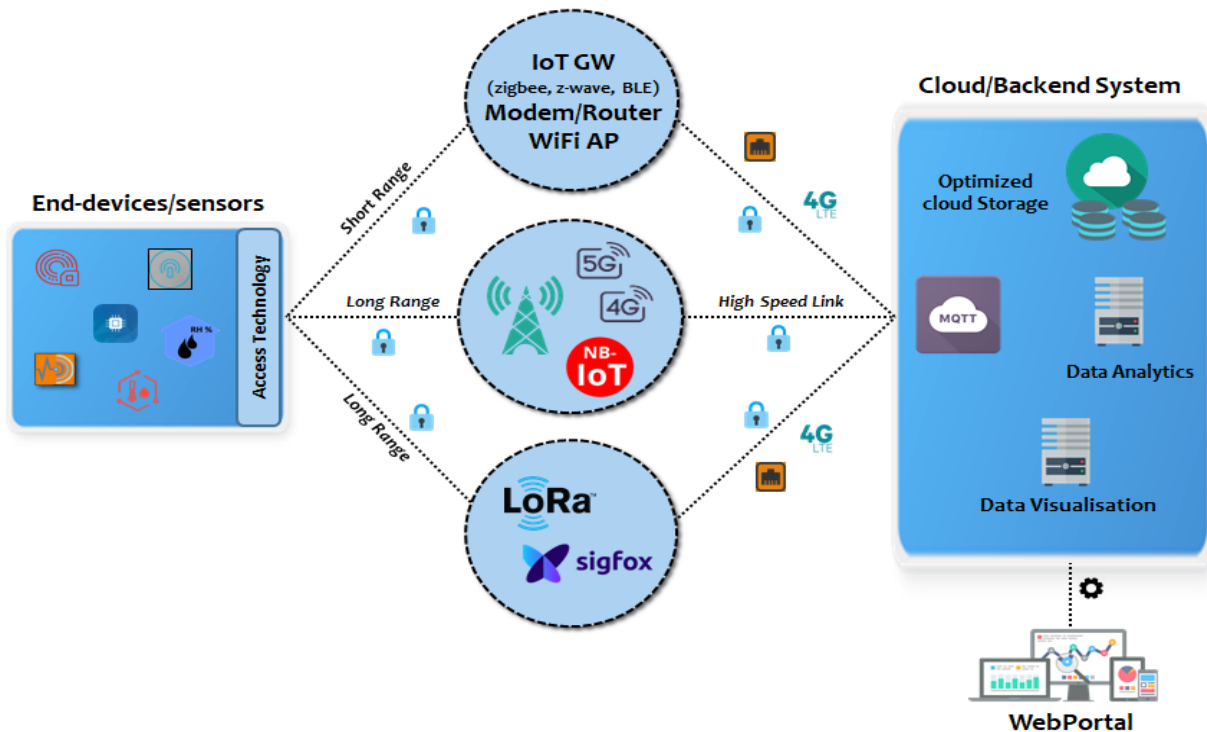 IoT GW
(zigbee, z-wave, BLE)
Modem/Router
WiFi AP
Cloud/Backend System
End-devices/sensors
Access Technology
RH %
Short Range
Long Range
Long Range
5G
4G
NB-
IoT
LoRa™
sigfox
4G
LTE
High Speed Link
4G
LTE
Optimized
cloud Storage
MQTT
Data Analytics
Data Visualisation
WebPortal